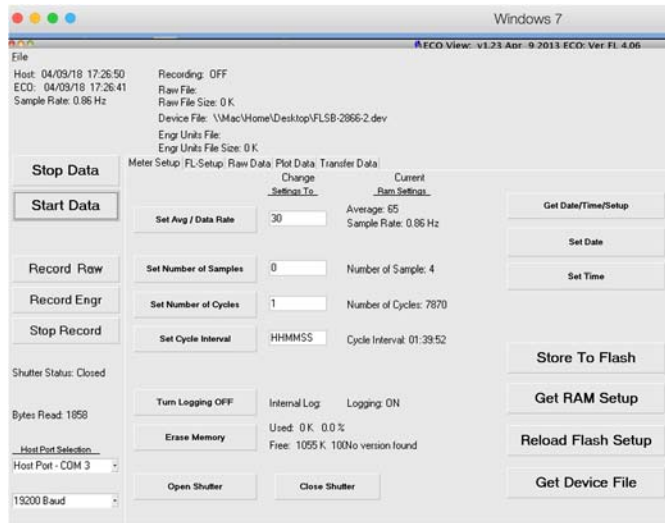 Windows 7
ECO View: v1.23 Apr 9 2013 ECO: Ver FL 4.06
File
Host: 04/09/18 17:26:50
ECO: 04/09/18 17:26:41
Sample Rate: 0.86 Hz
Recording: OFF
Raw File:
Raw File Size: 0 K
Device File: \\Mac\Home\Desktop\FLSB-2866-2.dev
Engr Units File:
Engr Units File Size: 0 K
Stop Data
Start Data
Record Raw
Record Engr
Stop Record
Shutter Status: Closed
Bytes Read: 1858
Host Port Selection
Host Port - COM 3
19200 Baud
Meter Setup FL-Setup Raw Data Plot Data Transfer Data
Change
Settings To
Current
Ram Settings
Set Avg / Data Rate
30
Average: 65
Sample Rate: 0.86 Hz
Set Number of Samples
0
Number of Sample: 4
Set Number of Cycles
1
Number of Cycles: 7870
Set Cycle Interval
HHMMSS
Cycle Interval: 01:39:52
Turn Logging OFF
Internal Log:
Logging: ON
Erase Memory
Used: 0 K 0.0 %
Free: 1055 K 100No version found
Open Shutter
Close Shutter
Get Date/Time/Setup
Set Date
Set Time
Store To Flash
Get RAM Setup
Reload Flash Setup
Get Device File